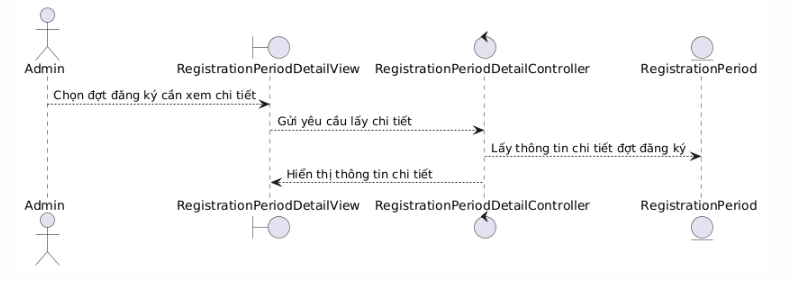 Admin
RegistrationPeriodDetailView
RegistrationPeriodDetailController
RegistrationPeriod
Chọn đợt đăng ký cần xem chi tiết
Gửi yêu cầu lấy chi tiết
Lấy thông tin chi tiết đợt đăng ký
Hiển thị thông tin chi tiết
Admin
RegistrationPeriodDetailView
RegistrationPeriodDetailController
RegistrationPeriod